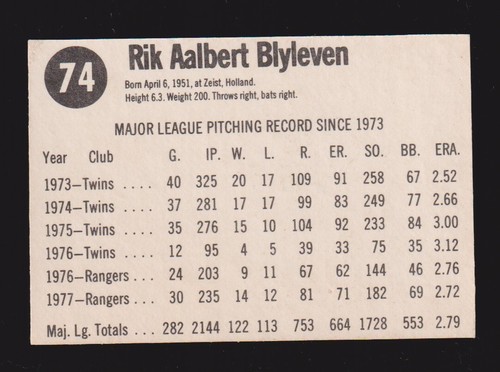 74
Rik Aalbert Blyleven
Born April 6, 1951, at Zeist, Holland.
Height 6.3. Weight 200. Throws right, bats right.
MAJOR LEAGUE PITCHING RECORD SINCE 1973
Year Club G. IP. W. L. R. ER. SO. BB. ERA.
1973—Twins .... 40 325 20 17 109 91 258 67 2.52
1974—Twins .... 37 281 17 17 99 83 249 77 2.66
1975—Twins .... 35 276 15 10 104 92 233 84 3.00
1976—Twins .... 12 95 4 5 39 33 75 35 3.12
1976—Rangers .. 24 203 9 11 67 62 144 46 2.76
1977—Rangers .. 30 235 14 12 81 71 182 69 2.72
Maj. Lg. Totals .... 282 2144 122 113 753 664 1728 553 2.79